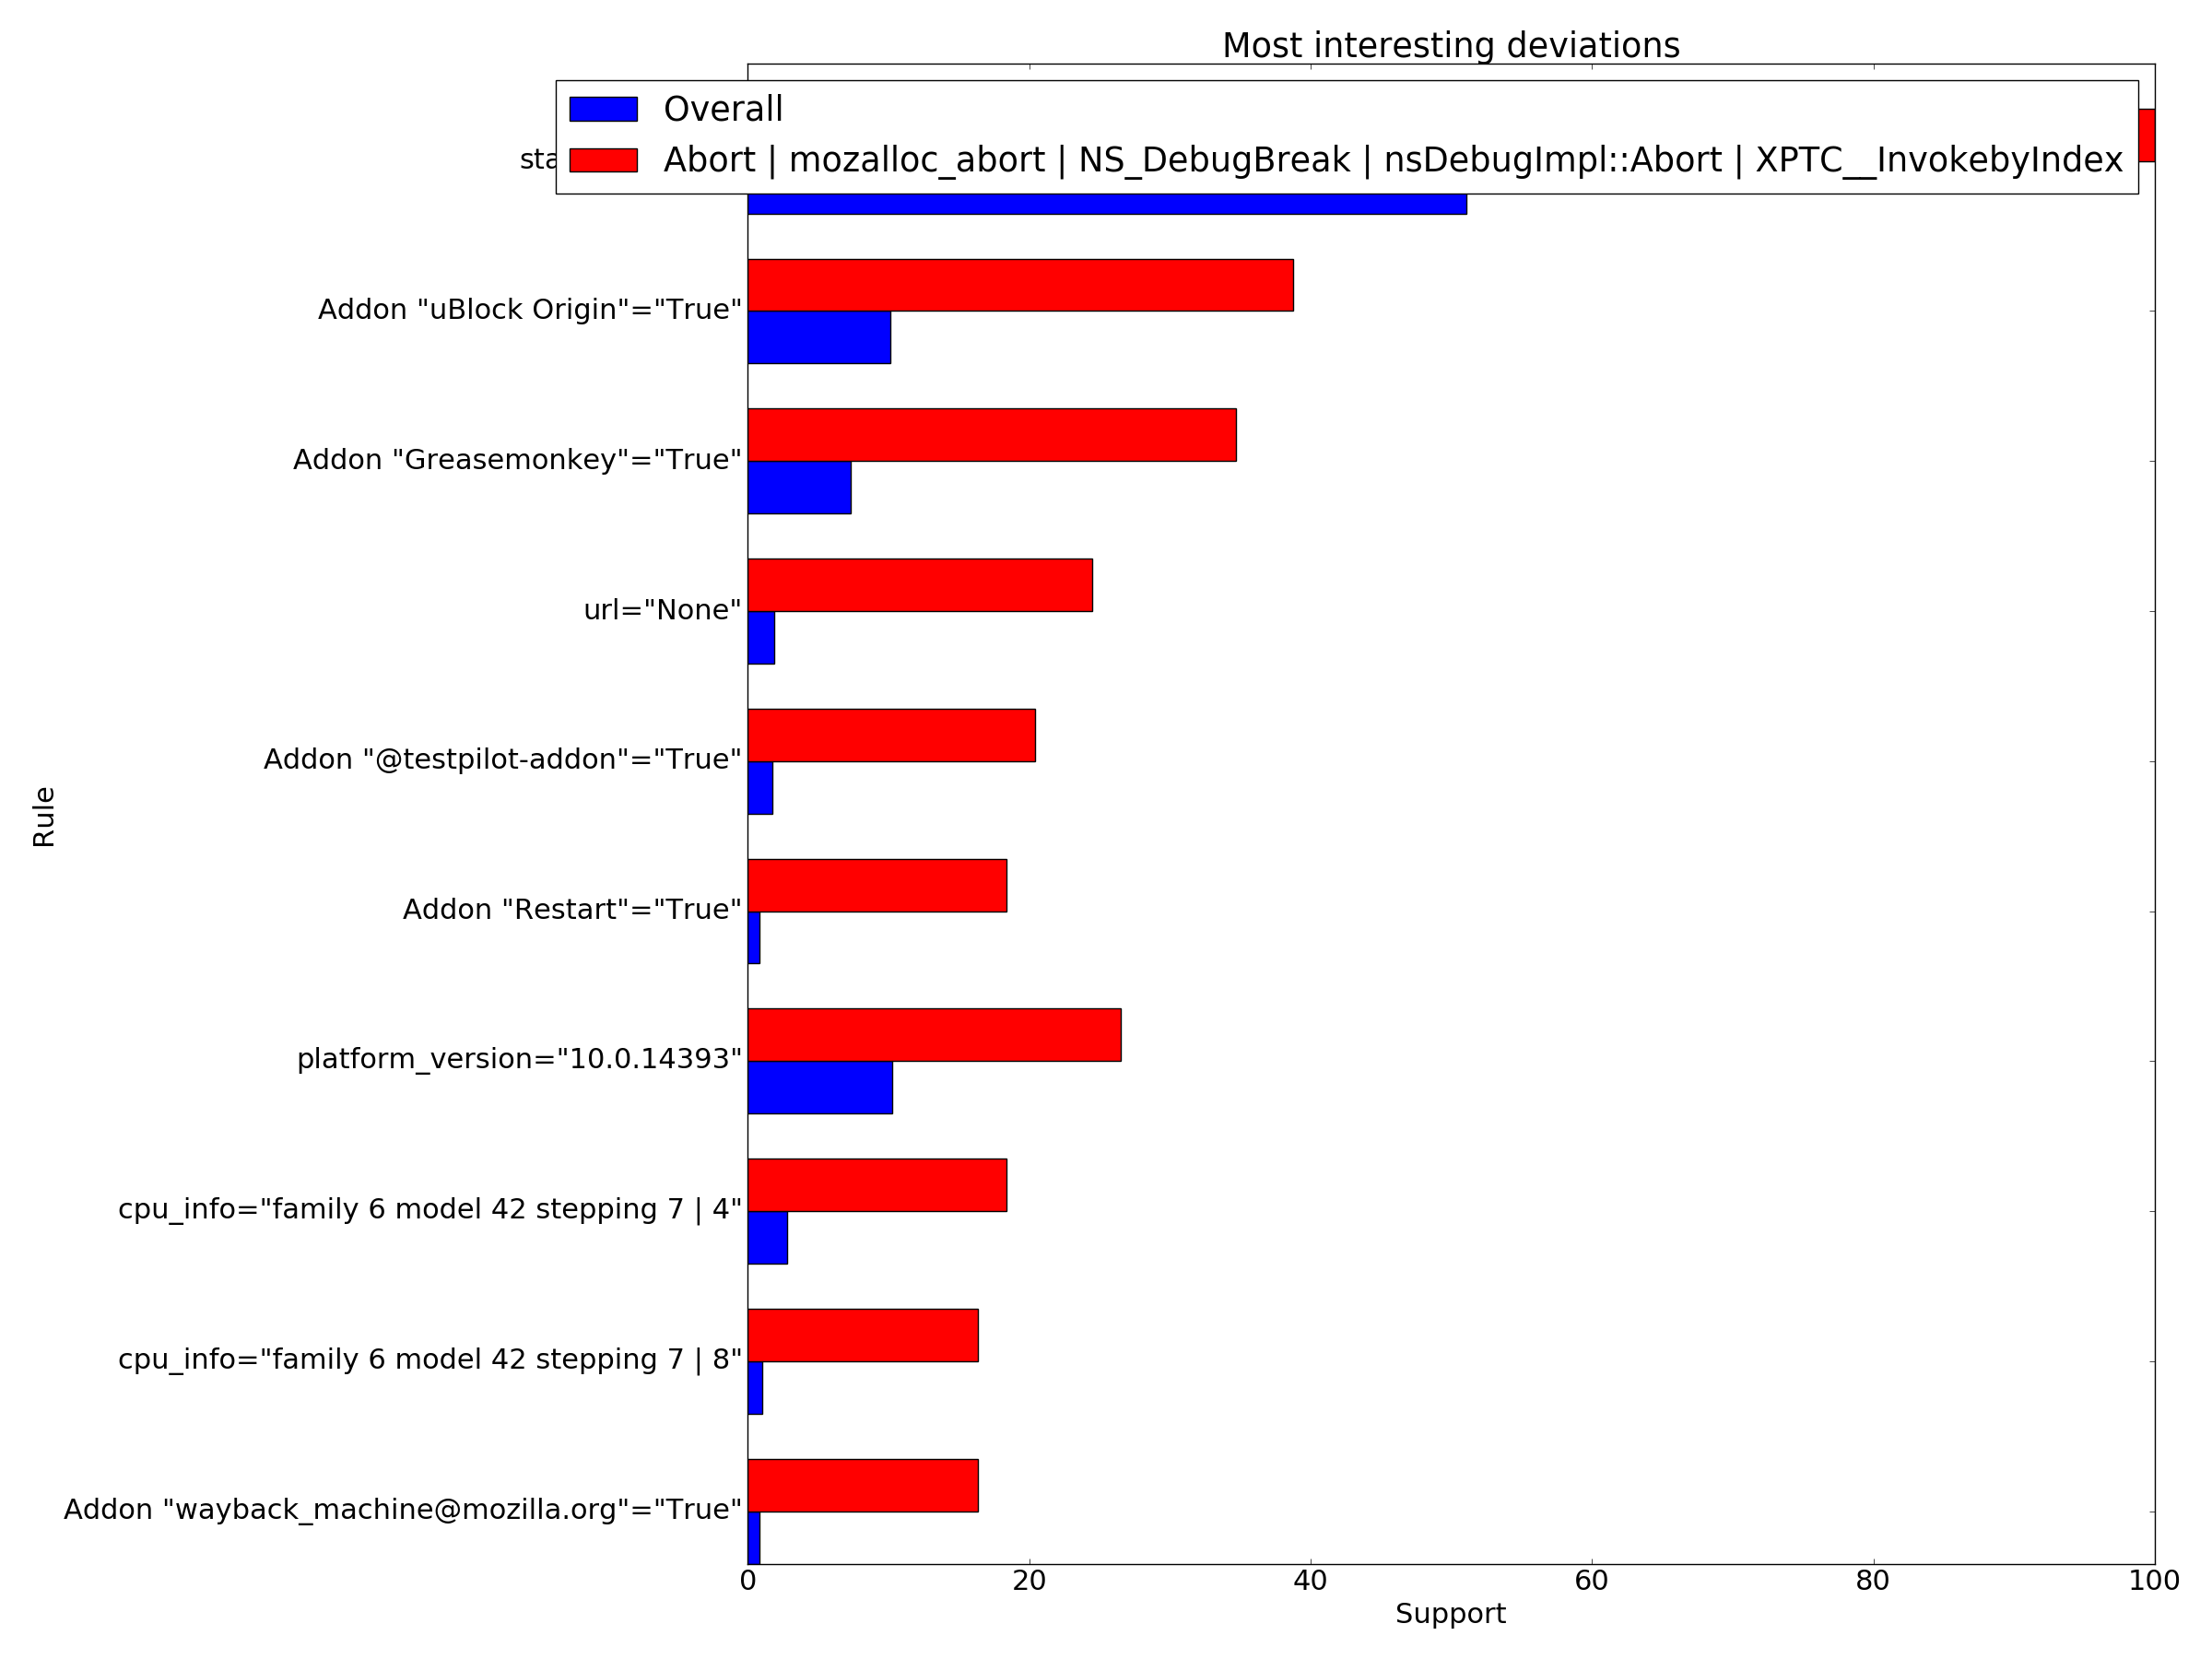 Most interesting deviations
Overall
Abort | mozalloc_abort | NS_DebugBreak | nsDebugImpl::Abort | XPTC__InvokebyIndex
Addon "uBlock Origin"="True"
Addon "Greasemonkey"="True"
url="None"
Addon "@testpilot-addon"="True"
Rule
Addon "Restart"="True"
platform_version="10.0.14393"
cpu_info="family 6 model 42 stepping 7 | 4"
cpu_info="family 6 model 42 stepping 7 | 8"
Addon "wayback_machine@mozilla.org"="True"
0 20 40 60 80 100
Support